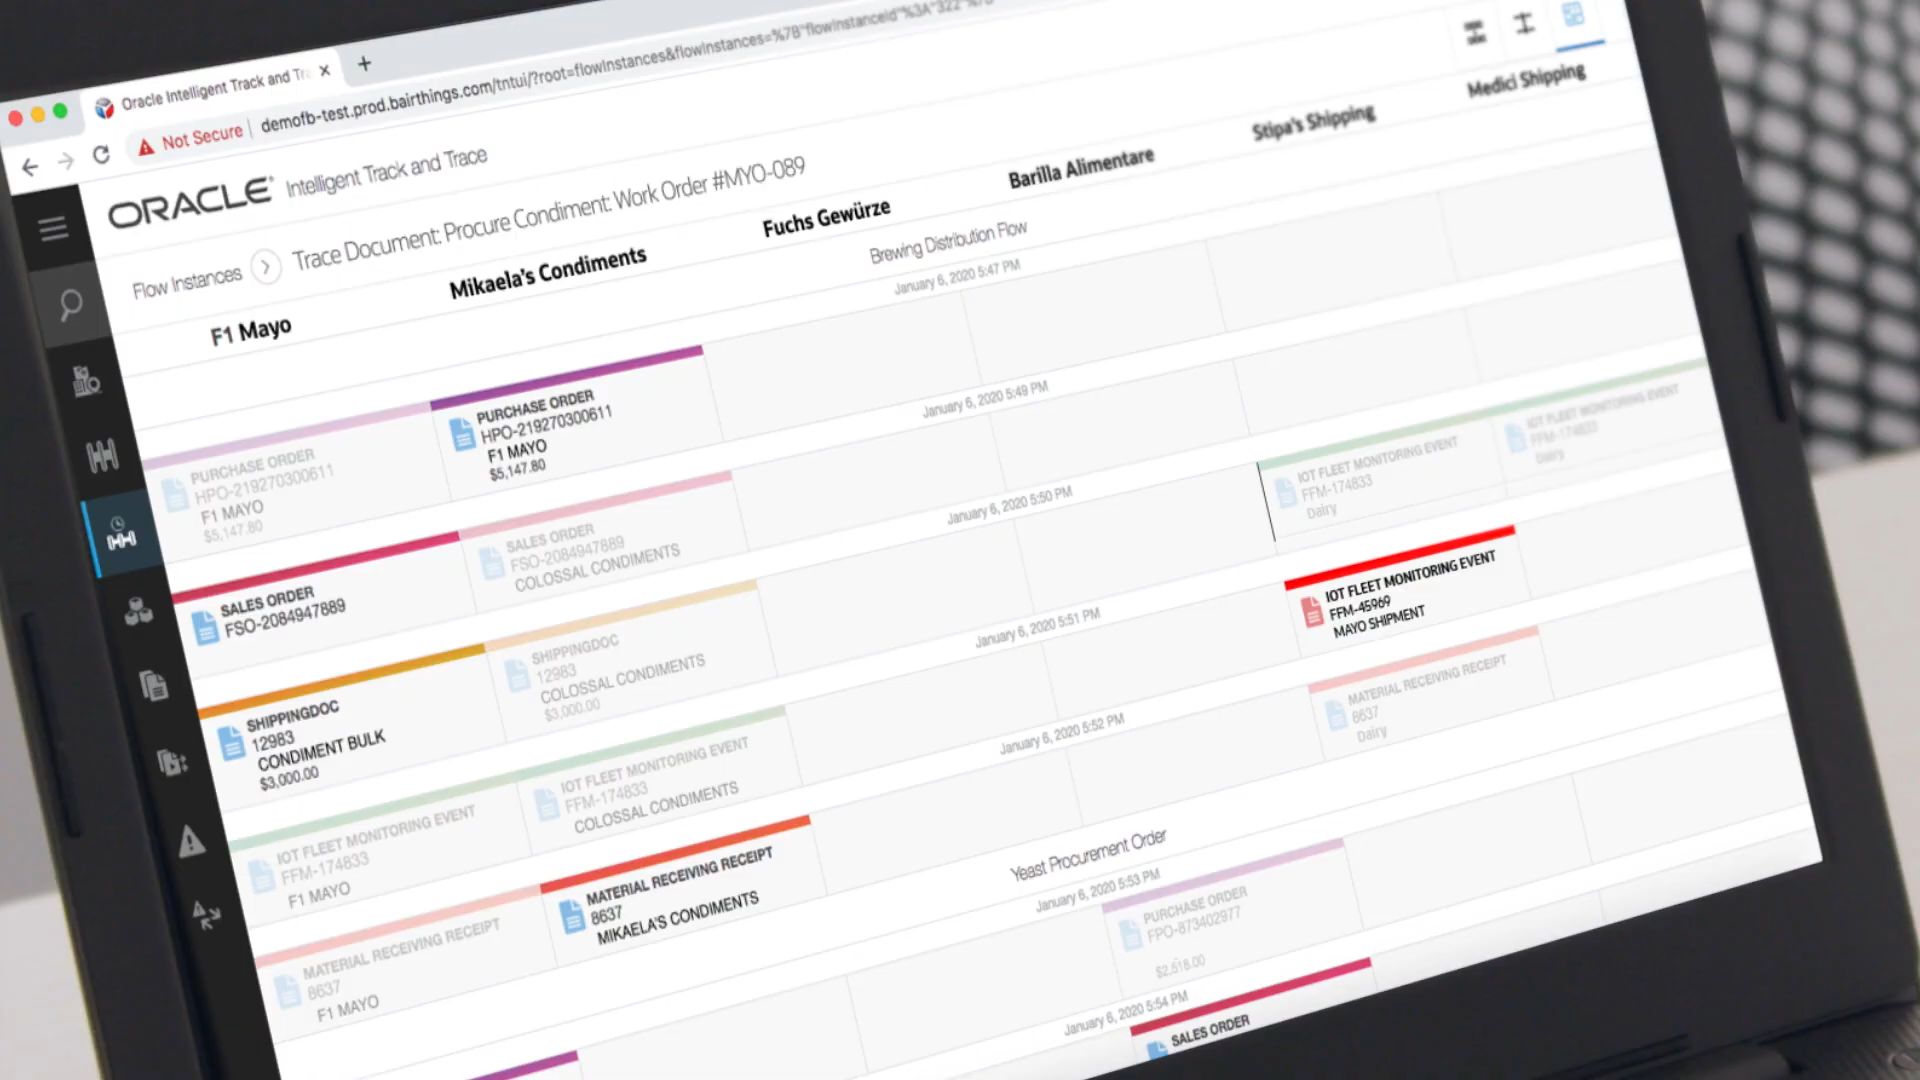 Oracle Intelligent Track and Tr
Not Secure
demofb-test.prod.bairthings.com/tntui/?root=flowInstances&flowInstances=%7B"flowInstanceId"%3A"322"%7D
ORACLE Intelligent Track and Trace
Flow Instances
Trace Document: Procure Condiment: Work Order #MYO-089
F1 Mayo
Mikaela's Condiments
Fuchs Gewürze
Barilla Alimentare
Stipa's Shipping
Medici Shipping
Brewing Distribution Flow
January 6, 2020 5:47 PM
PURCHASE ORDER
HPO-219270300611
F1 MAYO
$5,147.80
PURCHASE ORDER
HPO-219270300611
F1 MAYO
$5,147.80
January 6, 2020 5:49 PM
SALES ORDER
FSO-2084947889
SALES ORDER
FSO-2084947889
COLOSSAL CONDIMENTS
January 6, 2020 5:50 PM
SHIPPINGDOC
12983
CONDIMENT BULK
$3,000.00
SHIPPINGDOC
12983
COLOSSAL CONDIMENTS
$3,000.00
IOT FLEET MONITORING EVENT
FFM-174833
Dairy
IOT FLEET MONITORING EVENT
FFM-174833
Dairy
January 6, 2020 5:51 PM
IOT FLEET MONITORING EVENT
FFM-174833
F1 MAYO
IOT FLEET MONITORING EVENT
FFM-174833
COLOSSAL CONDIMENTS
IOT FLEET MONITORING EVENT
FFM-45969
MAYO SHIPMENT
January 6, 2020 5:52 PM
MATERIAL RECEIVING RECEIPT
8637
F1 MAYO
MATERIAL RECEIVING RECEIPT
8637
MIKAELA'S CONDIMENTS
MATERIAL RECEIVING RECEIPT
8637
Dairy
Yeast Procurement Order
January 6, 2020 5:53 PM
PURCHASE ORDER
FPO-873402977
$2,518.00
January 6, 2020 5:54 PM
SALES ORDER